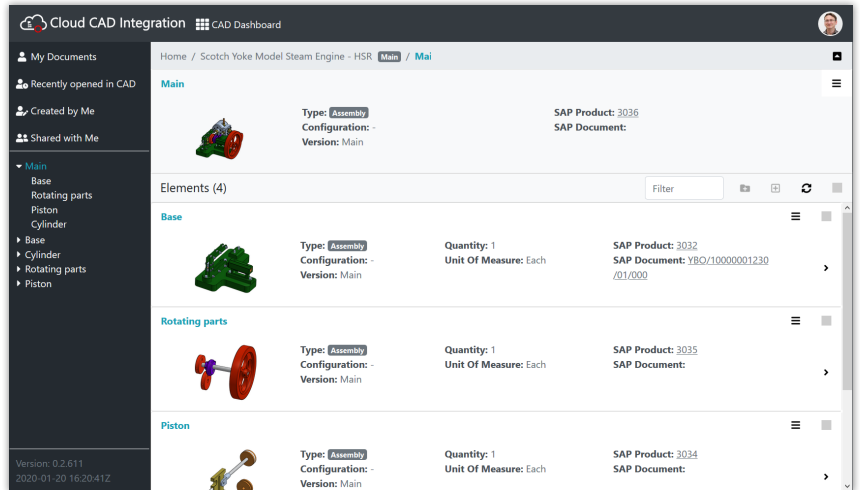 Cloud CAD Integration CAD Dashboard
My Documents
Recently opened in CAD
Created by Me
Shared with Me
Main
Base
Rotating parts
Piston
Cylinder
Base
Cylinder
Rotating parts
Piston
Version: 0.2.611
2020-01-20 16:20:41Z
Home / Scotch Yoke Model Steam Engine - HSR Main / Mai
Main
Type: Assembly
Configuration: -
Version: Main
SAP Product: 3036
SAP Document:
Elements (4)
Filter
Base
Type: Assembly
Configuration: -
Version: Main
Quantity: 1
Unit Of Measure: Each
SAP Product: 3032
SAP Document: YBO/10000001230
/01/000
Rotating parts
Type: Assembly
Configuration: -
Version: Main
Quantity: 1
Unit Of Measure: Each
SAP Product: 3035
SAP Document:
Piston
Type: Assembly
Configuration: -
Version: Main
Quantity: 1
Unit Of Measure: Each
SAP Product: 3034
SAP Document: